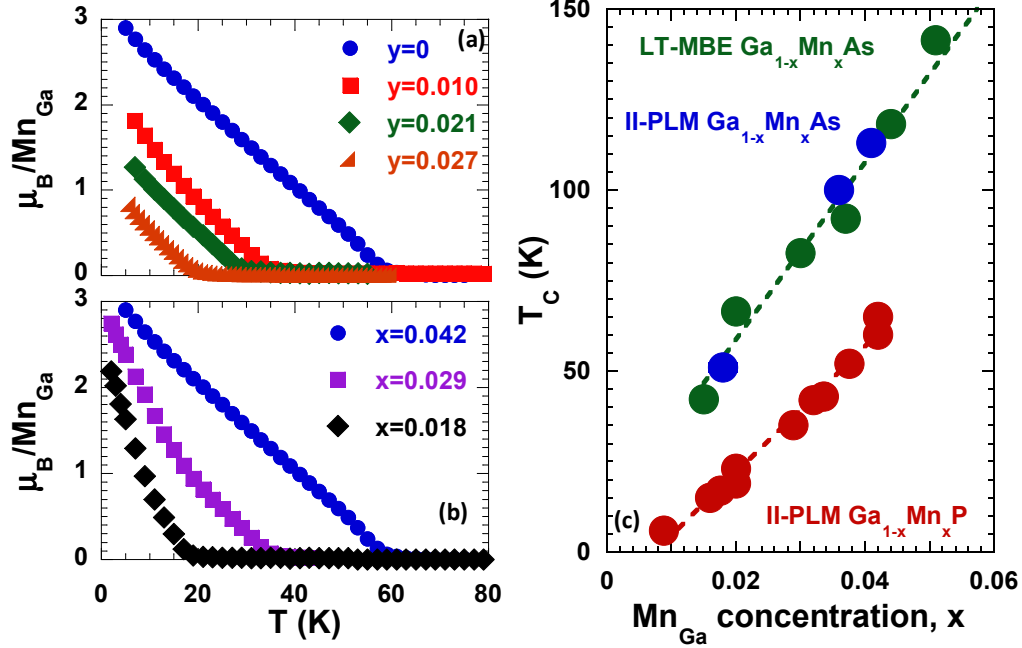 3
2
1
0
μB/MnGa
(a)
y=0
y=0.010
y=0.021
y=0.027
3
2
1
0
μB/MnGa
x=0.042
x=0.029
x=0.018
(b)
0 20 40 60 80
T (K)
150
100
50
0
TC (K)
LT-MBE Ga1-xMnxAs
II-PLM Ga1-xMnxAs
II-PLM Ga1-xMnxP
(c)
0 0.02 0.04 0.06
MnGa concentration, x